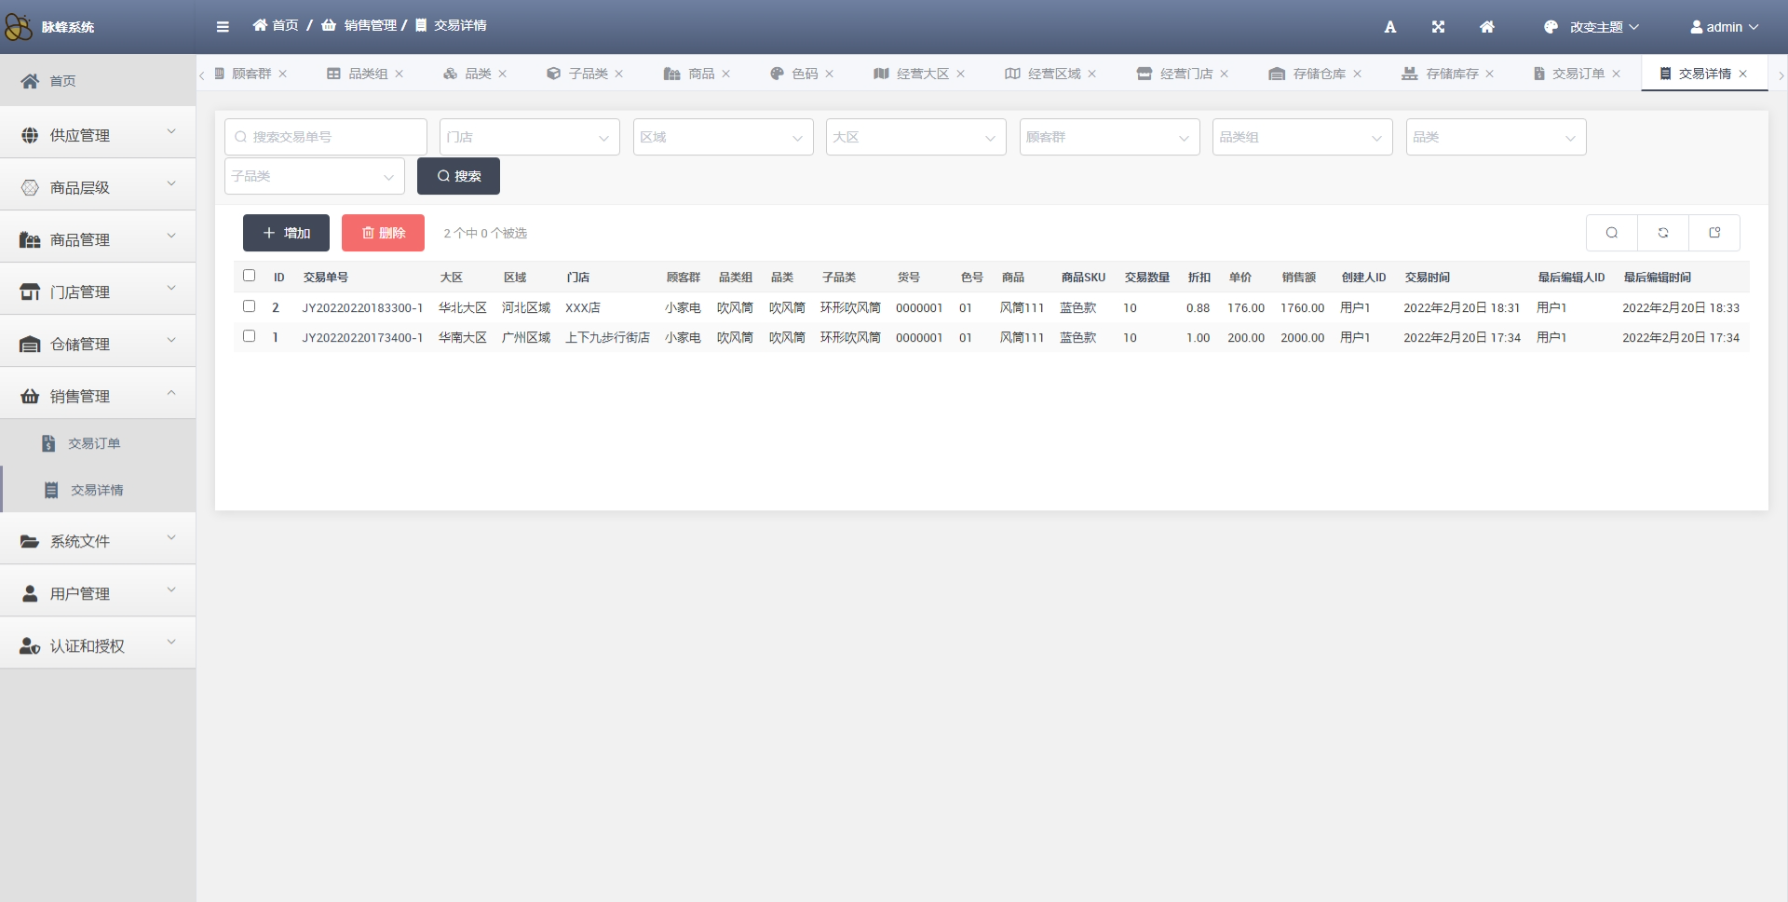 脉蜂系统
首页 / 销售管理 / 交易详情
A
改变主题
admin
首页
供应管理
商品层级
商品管理
门店管理
仓储管理
销售管理
交易订单
交易详情
系统文件
用户管理
认证和授权
顾客群 × 品类组 × 品类 × 子品类 × 商品 × 色码 × 经营大区 × 经营区域 × 经营门店 × 存储仓库 × 存储库存 × 交易订单 × 交易详情 ×
搜索交易单号 门店 区域 大区 顾客群 品类组 品类
子品类 搜索
+ 增加 删除 2 个中 0 个被选
ID 交易单号 大区 区域 门店 顾客群 品类组 品类 子品类 货号 色号 商品 商品SKU 交易数量 折扣 单价 销售额 创建人ID 交易时间 最后编辑人ID 最后编辑时间
2 JY20220220183300-1 华北大区 河北区域 XXX店 小家电 吹风筒 吹风筒 环形吹风筒 0000001 01 风筒111 蓝色款 10 0.88 176.00 1760.00 用户1 2022年2月20日 18:31 用户1 2022年2月20日 18:33
1 JY20220220173400-1 华南大区 广州区域 上下九步行街店 小家电 吹风筒 吹风筒 环形吹风筒 0000001 01 风筒111 蓝色款 10 1.00 200.00 2000.00 用户1 2022年2月20日 17:34 用户1 2022年2月20日 17:34